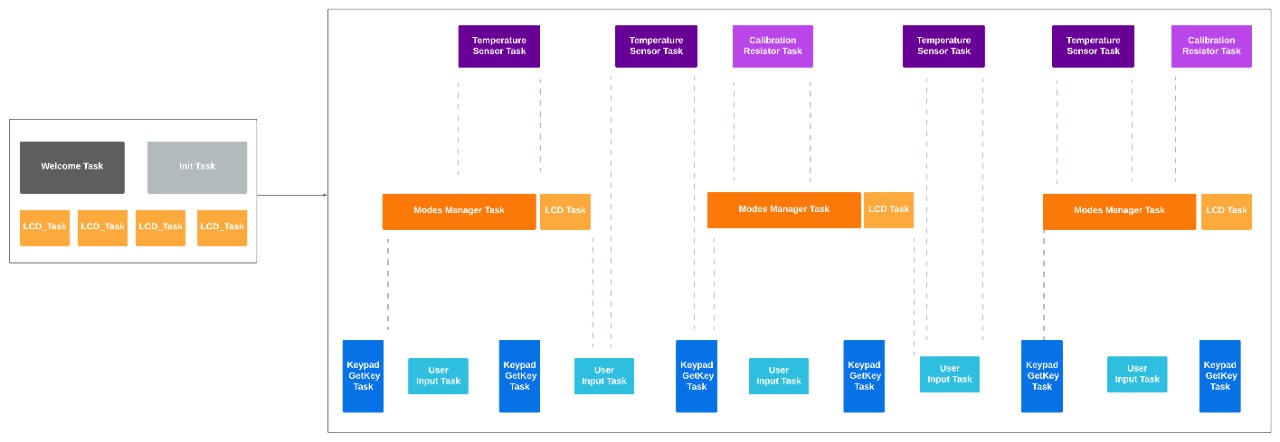 Welcome Task
Init Task
LCD_Task
LCD_Task
LCD_Task
LCD_Task
Temperature
Sensor Task
Temperature
Sensor Task
Calibration
Resistor Task
Temperature
Sensor Task
Temperature
Sensor Task
Calibration
Resistor Task
Modes Manager Task
LCD Task
Modes Manager Task
LCD Task
Modes Manager Task
LCD Task
Keypad
GetKey
Task
User
Input Task
Keypad
GetKey
Task
User
Input Task
Keypad
GetKey
Task
User
Input Task
Keypad
GetKey
Task
User
Input Task
Keypad
GetKey
Task
User
Input Task
Keypad
GetKey
Task